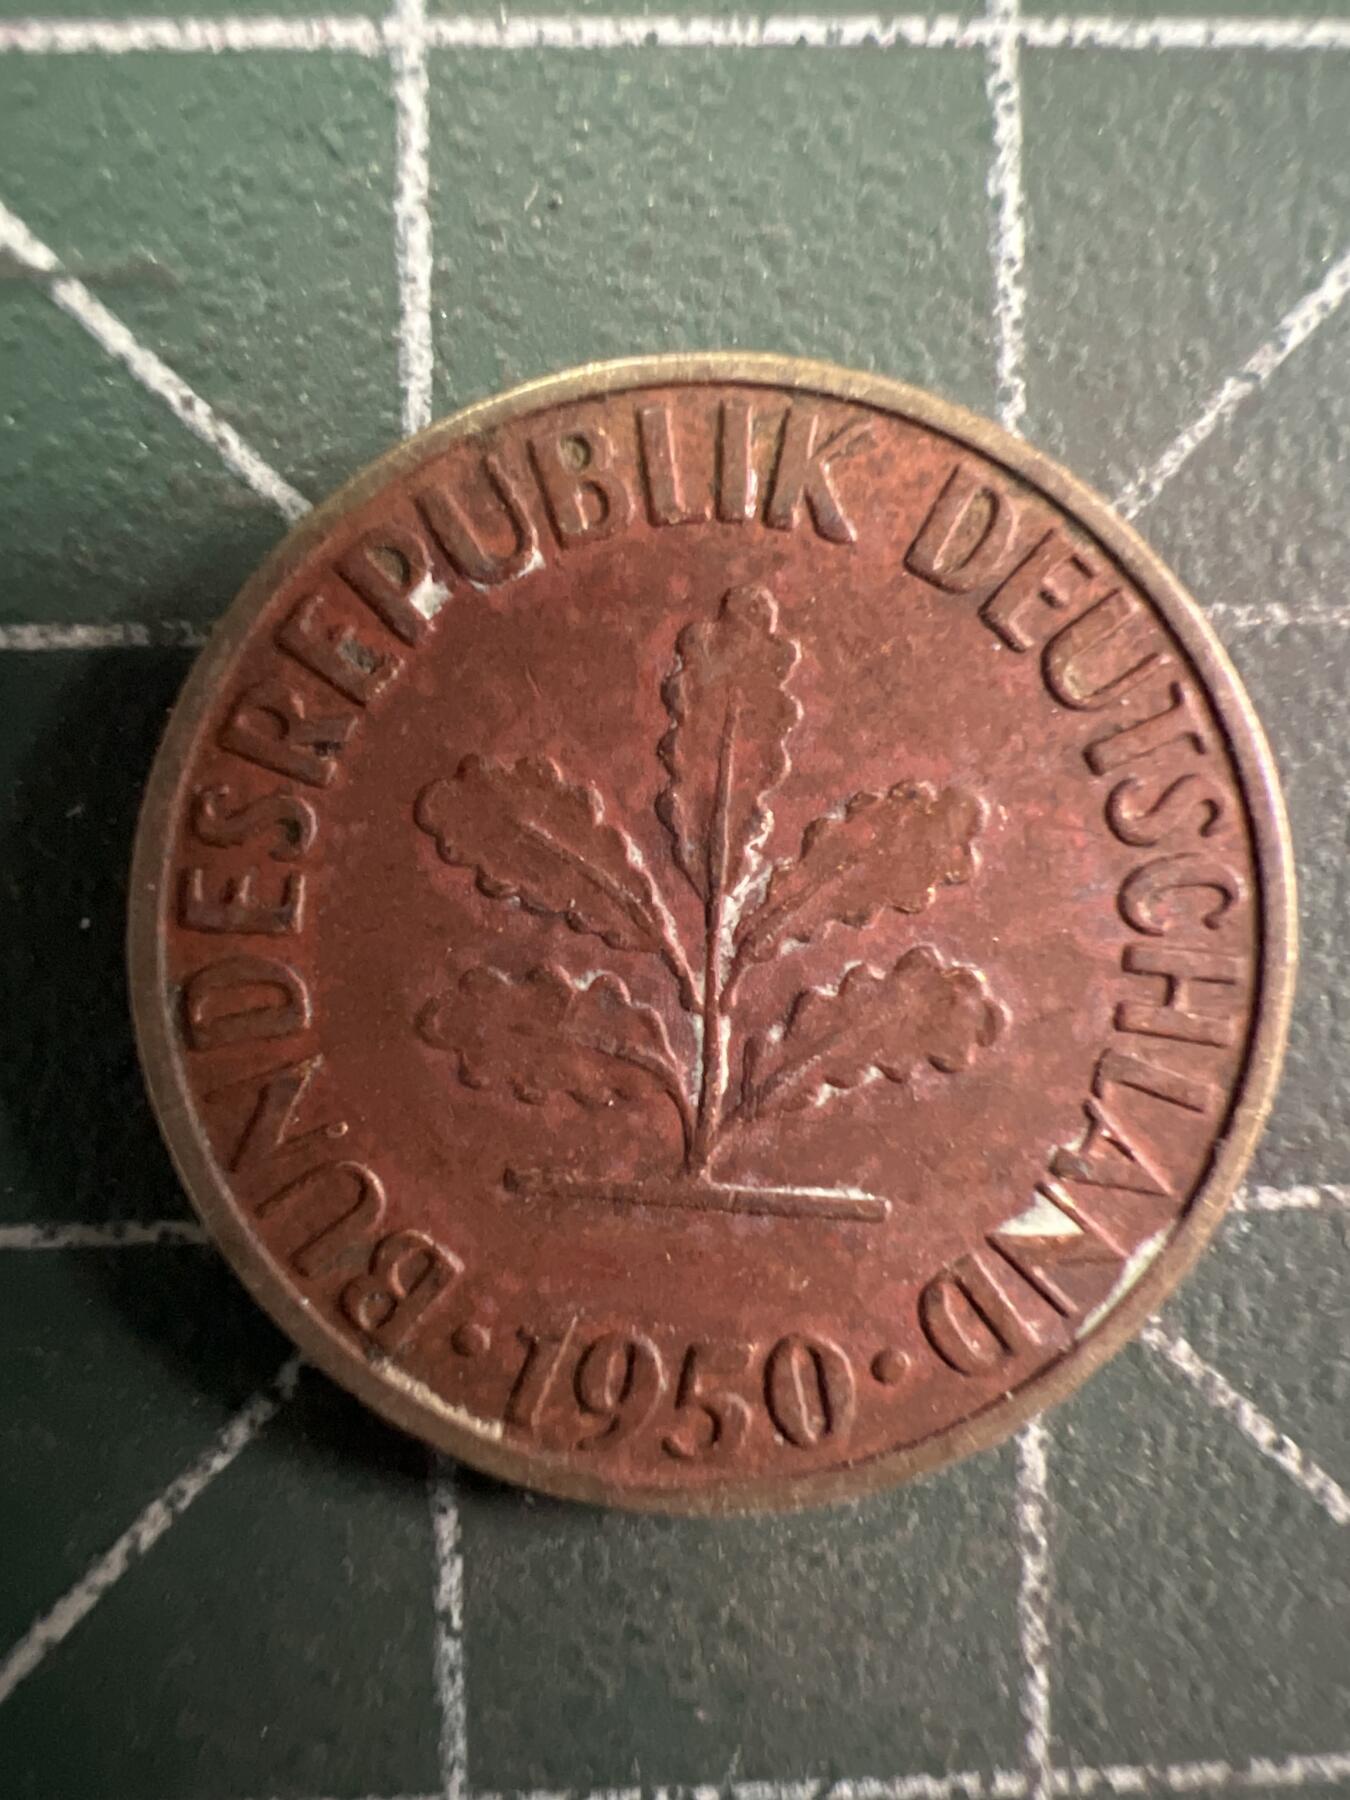 BUNDESREPUBLIK DEUTSCHLAND
• 1950 •